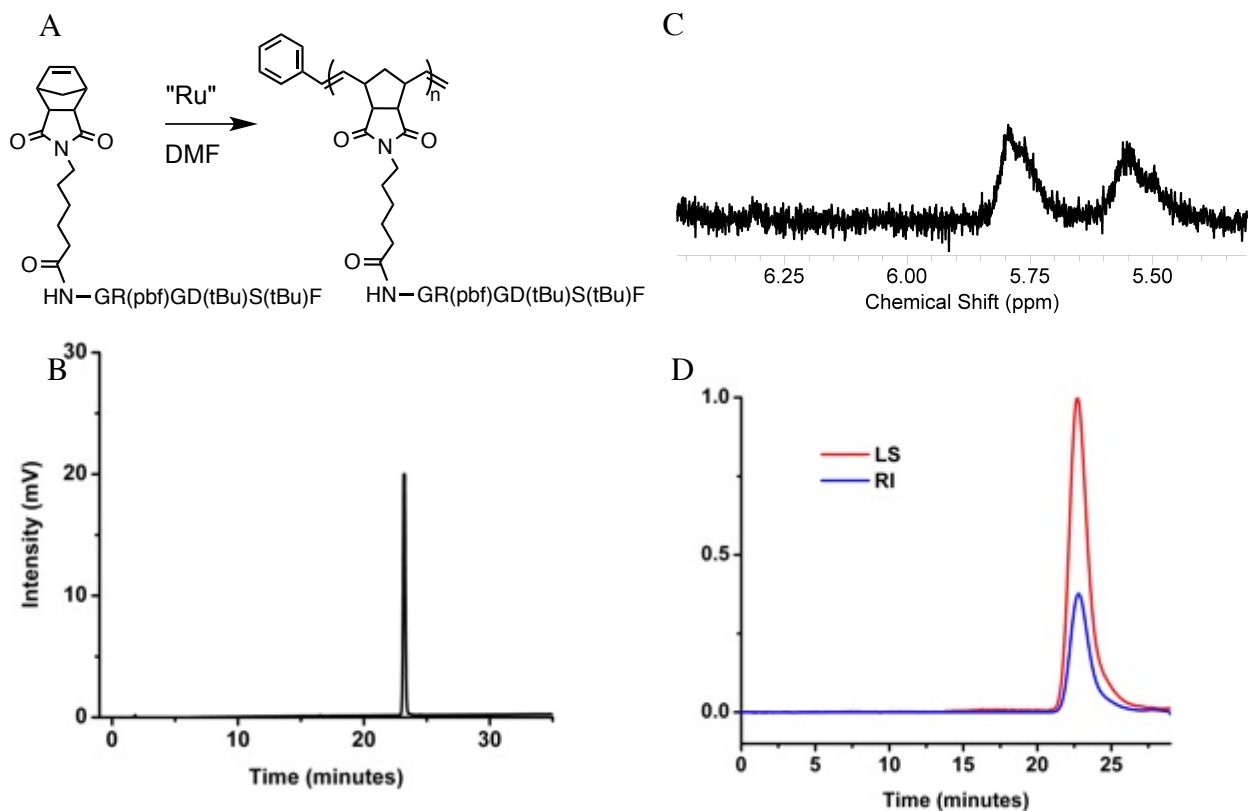 A
"Ru"
DMF
O
N
O
O
HN
GR(pbf)GD(tBu)S(tBu)F
n
O
N
O
O
HN
GR(pbf)GD(tBu)S(tBu)F
B
Intensity (mV)
30
20
10
0
0 10 20 30
Time (minutes)
C
6.25 6.00 5.75 5.50
Chemical Shift (ppm)
D
1.0
0.5
0.0
LS
RI
0 5 10 15 20 25
Time (minutes)